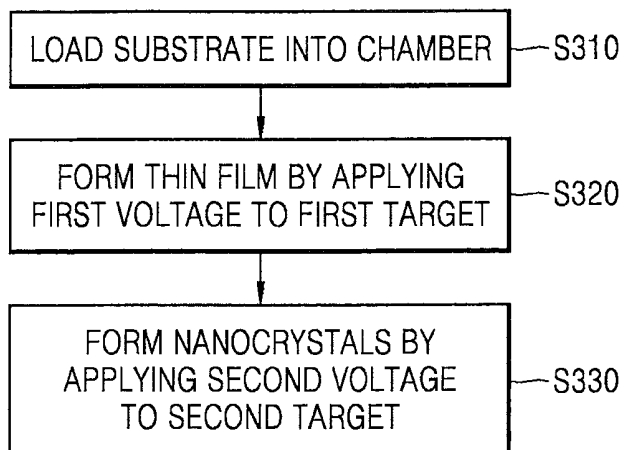 LOAD SUBSTRATE INTO CHAMBER
S310
FORM THIN FILM BY APPLYING
FIRST VOLTAGE TO FIRST TARGET
S320
FORM NANOCRYSTALS BY
APPLYING SECOND VOLTAGE
TO SECOND TARGET
S330